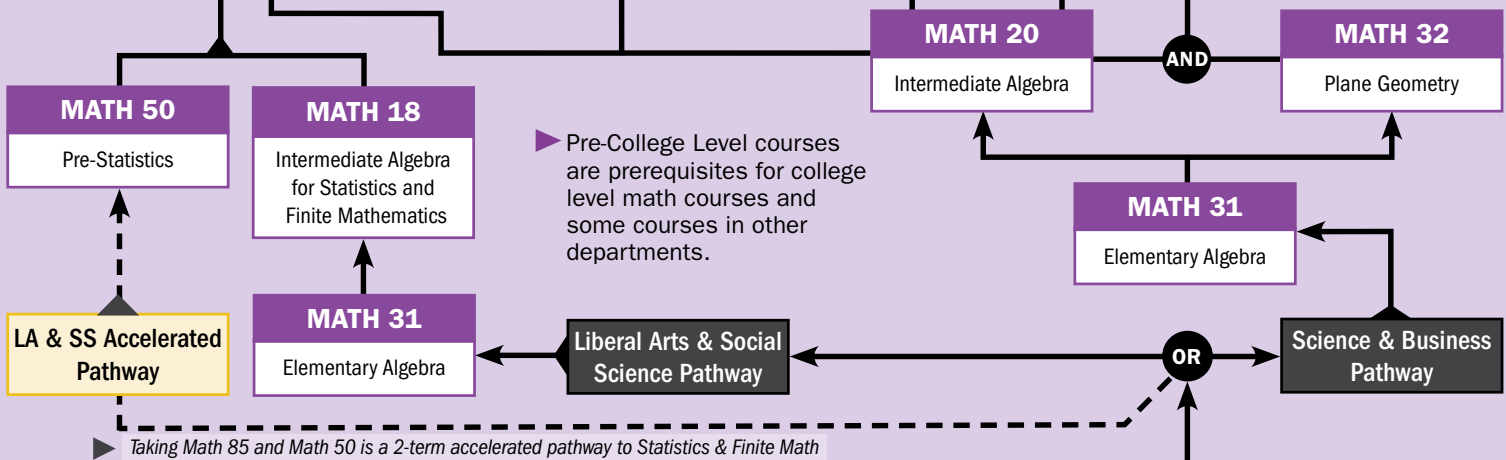 MATH 20
Intermediate Algebra
AND
MATH 32
Plane Geometry
MATH 50
Pre-Statistics
MATH 18
Intermediate Algebra
for Statistics and
Finite Mathematics
Pre-College Level courses
are prerequisites for college
level math courses and
some courses in other
departments.
MATH 31
Elementary Algebra
LA & SS Accelerated
Pathway
MATH 31
Elementary Algebra
Liberal Arts & Social
Science Pathway
OR
Science & Business
Pathway
Taking Math 85 and Math 50 is a 2-term accelerated pathway to Statistics & Finite Math